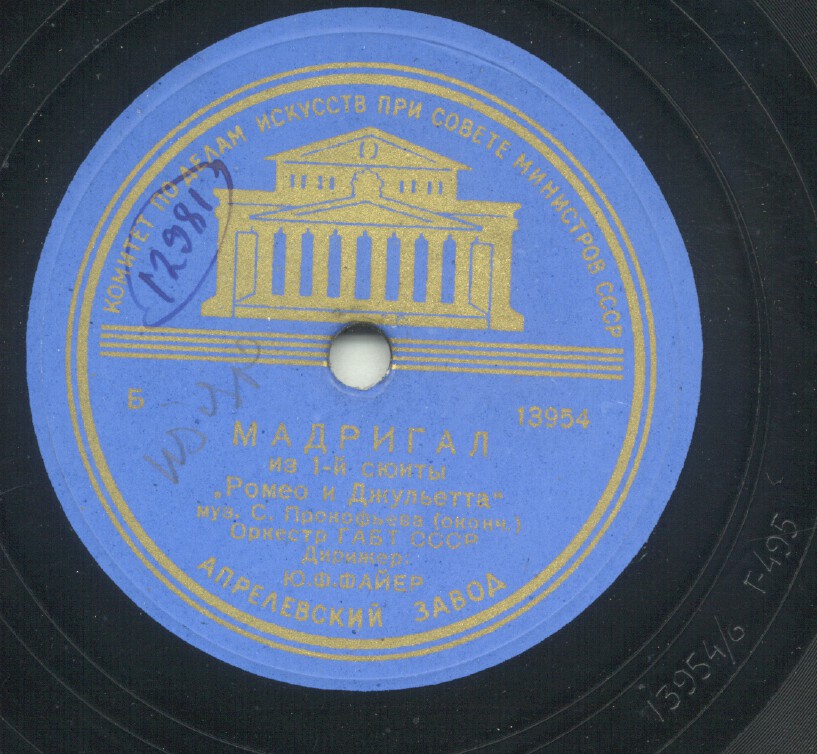 КОМИТЕТ ПО ДЕЛАМ ИСКУССТВ ПРИ СОВЕТЕ МИНИСТРОВ СССР
12981
Б
13954
МАДРИГАЛ
из 1-й сюиты
„Ромео и Джульетта“
муз. С. Прокофьева (оконч.)
Оркестр ГАБТ СССР
Дирижер:
Ю.Ф.ФАЙЕР
АПРЕЛЕВСКИЙ ЗАВОД
13954/6 Г-495